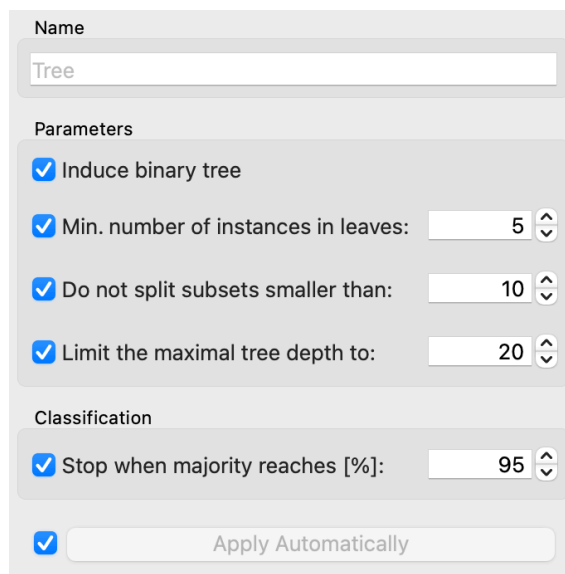 Name
Tree
Parameters
Induce binary tree
Min. number of instances in leaves: 5
Do not split subsets smaller than: 10
Limit the maximal tree depth to: 20
Classification
Stop when majority reaches [%]: 95
Apply Automatically